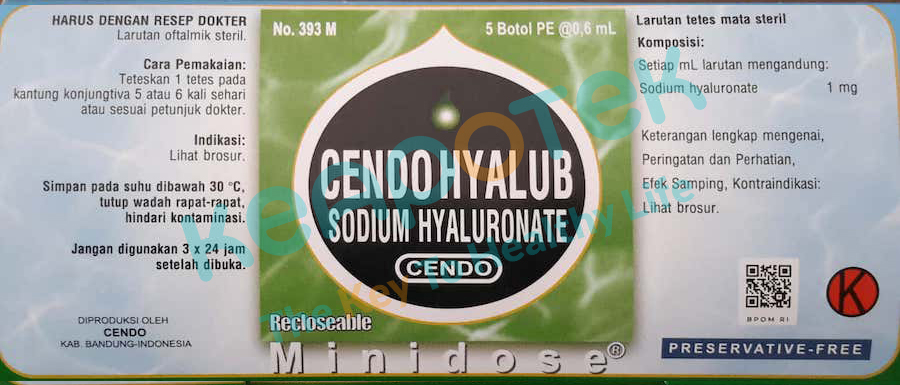 HARUS DENGAN RESEP DOKTER
Larutan oftalmik steril.
Cara Pemakaian:
Teteskan 1 tetes pada
kantung konjungtiva 5 atau 6 kali sehari
atau sesuai petunjuk dokter.
Indikasi:
Lihat brosur.
Simpan pada suhu dibawah 30 °C,
tutup wadah rapat-rapat,
hindari kontaminasi.
Jangan digunakan 3 x 24 jam
setelah dibuka.
DIPRODUKSI OLEH
CENDO
KAB. BANDUNG-INDONESIA
No. 393 M
5 Botol PE @0,6 mL
CENDO HYALUB
SODIUM HYALURONATE
CENDO
Recloseable
Minidose®
Larutan tetes mata steril
Komposisi:
Setiap mL larutan mengandung:
Sodium hyaluronate 1 mg
Keterangan lengkap mengenai,
Peringatan dan Perhatian,
Efek Samping, Kontraindikasi:
Lihat brosur.
BPOM RI
K
PRESERVATIVE-FREE
KeapoTek
The Key To Healthy Life